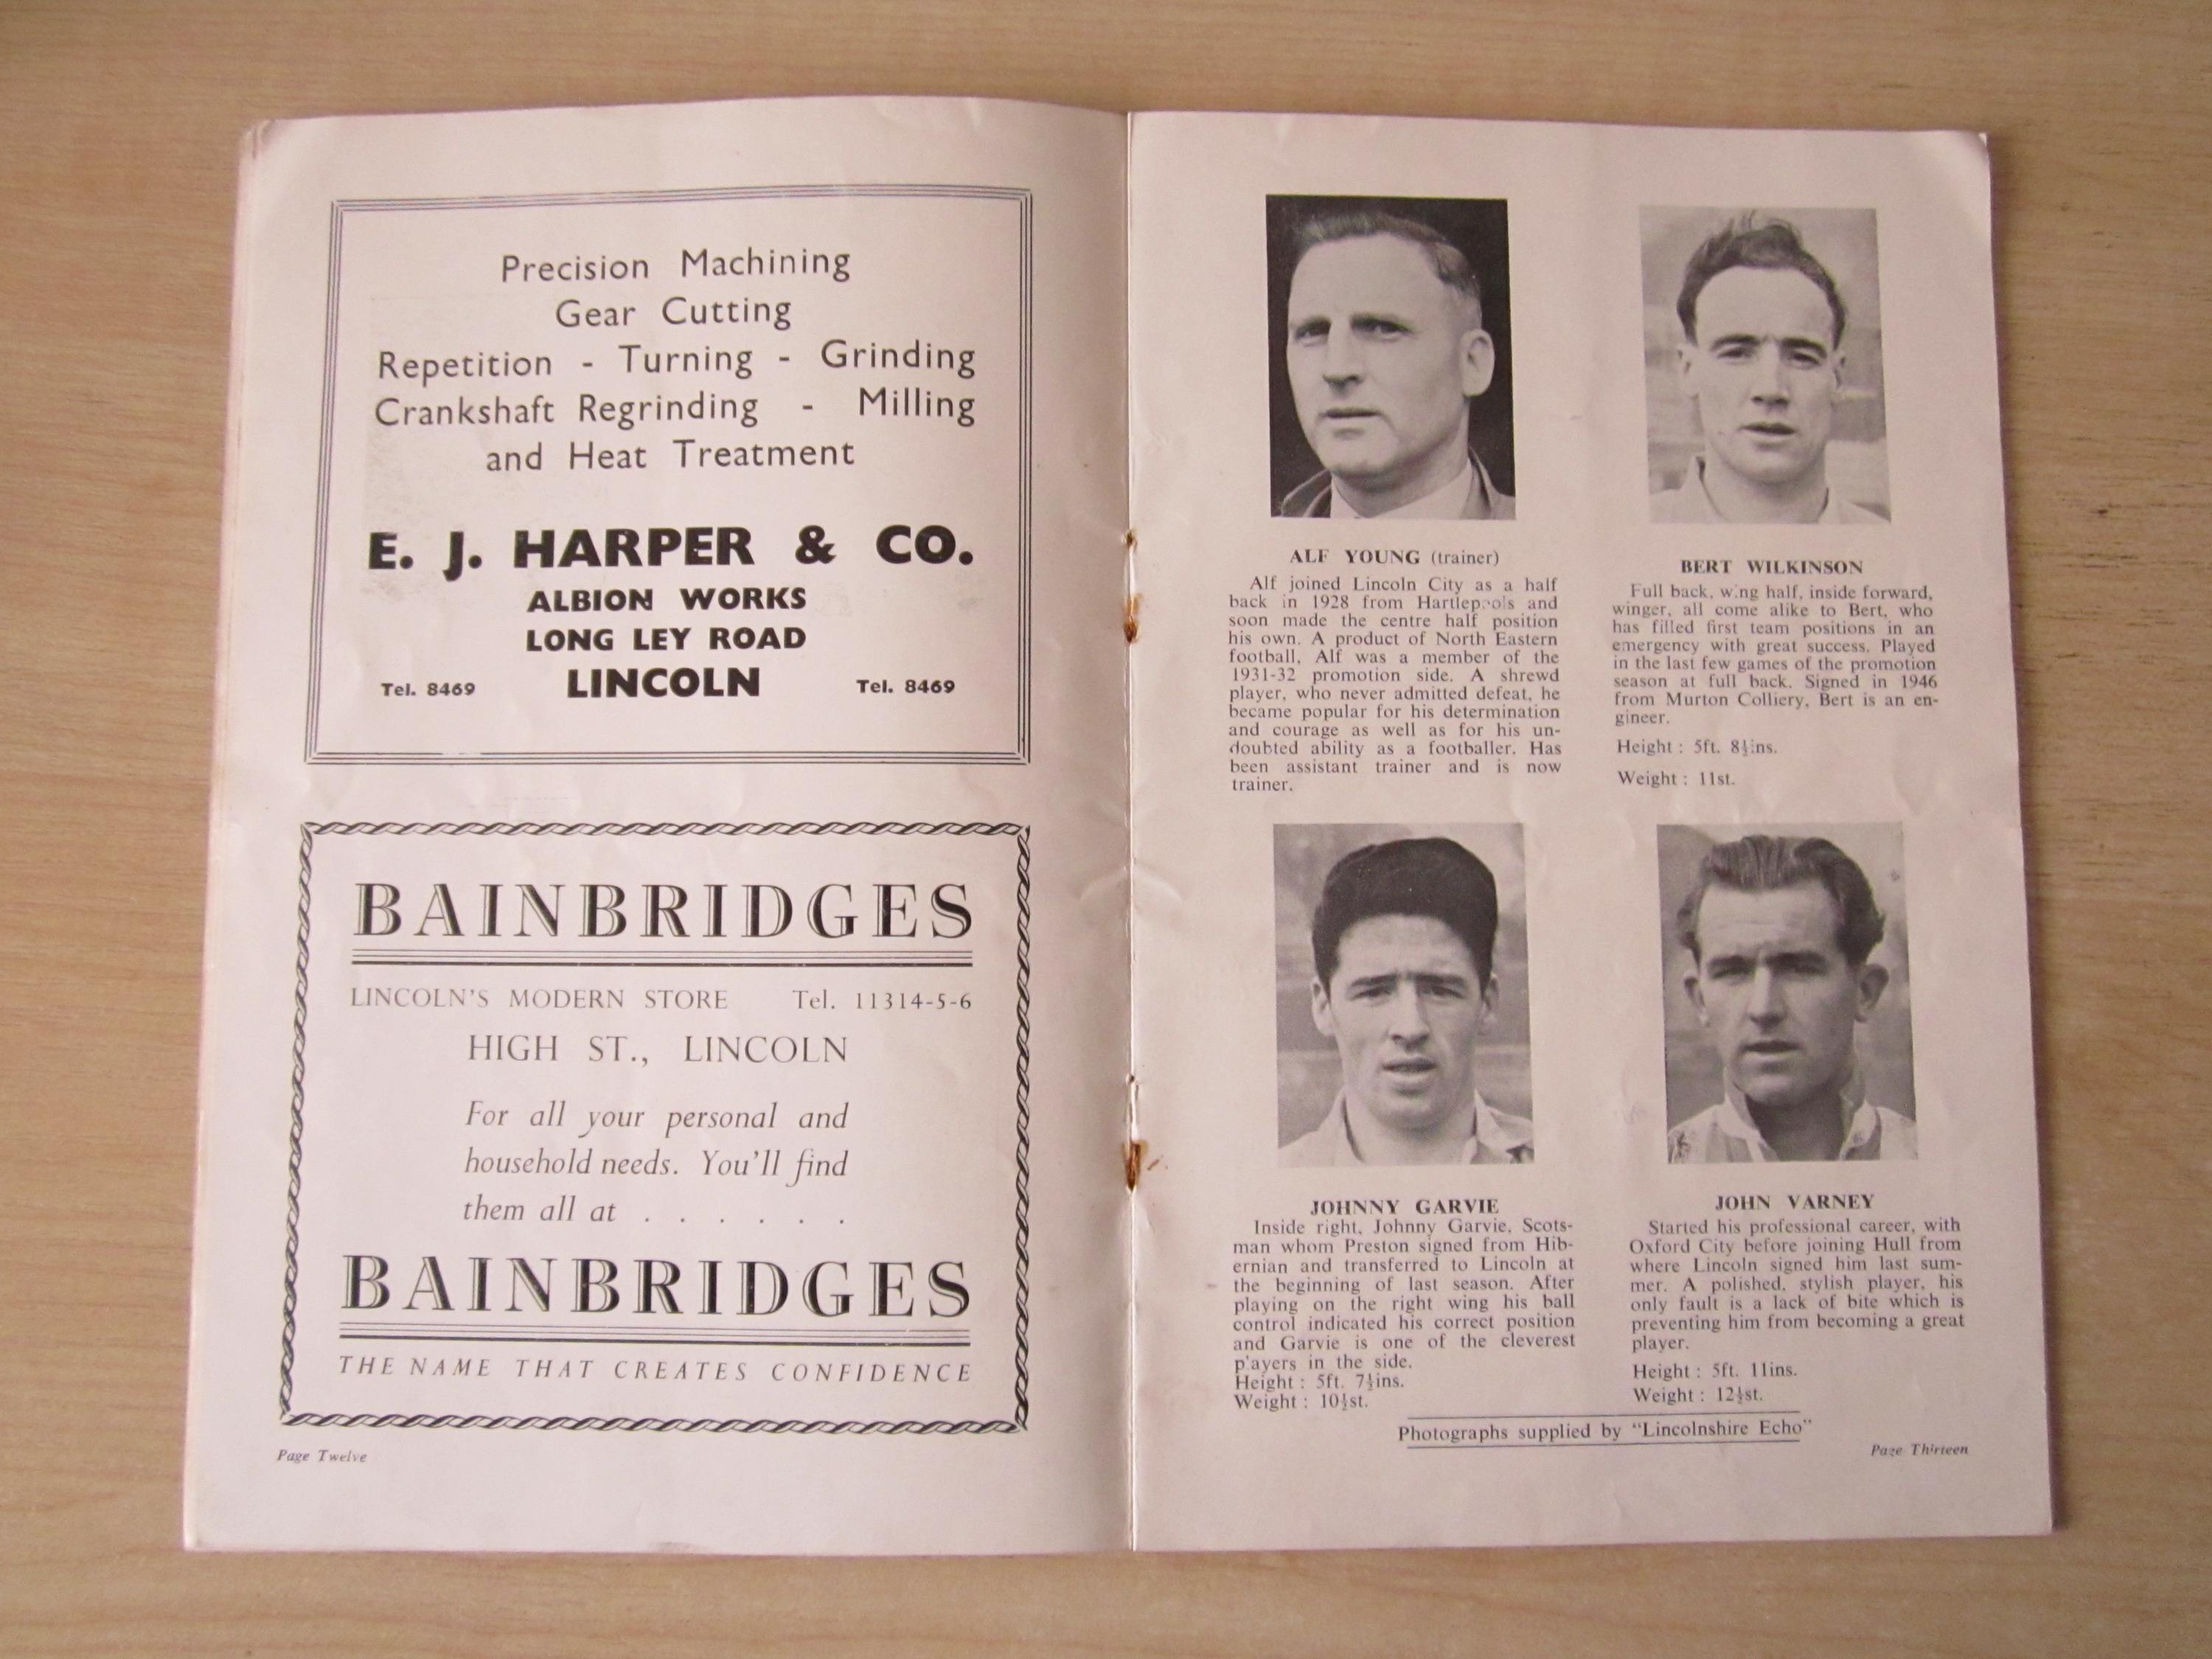 Precision Machining
Gear Cutting
Repetition - Turning - Grinding
Crankshaft Regrinding - Milling
and Heat Treatment
E. J. HARPER & CO.
ALBION WORKS
LONG LEY ROAD
Tel. 8469 LINCOLN Tel. 8469
BAINBRIDGES
LINCOLN'S MODERN STORE Tel. 11314-5-6
HIGH ST., LINCOLN
For all your personal and
household needs. You'll find
them all at . . . . . .
BAINBRIDGES
THE NAME THAT CREATES CONFIDENCE
Page Twelve
ALF YOUNG (trainer)
Alf joined Lincoln City as a half
back in 1928 from Hartlepools and
soon made the centre half position
his own. A product of North Eastern
football, Alf was a member of the
1931-32 promotion side. A shrewd
player, who never admitted defeat, he
became popular for his determination
and courage as well as for his un-
doubted ability as a footballer. Has
been assistant trainer and is now
trainer.
BERT WILKINSON
Full back, wing half, inside forward,
winger, all come alike to Bert, who
has filled first team positions in an
emergency with great success. Played
in the last few games of the promotion
season at full back. Signed in 1946
from Murton Colliery, Bert is an en-
gineer.
Height : 5ft. 8½ins.
Weight : 11st.
JOHNNY GARVIE
Inside right, Johnny Garvie, Scots-
man whom Preston signed from Hib-
ernian and transferred to Lincoln at
the beginning of last season. After
playing on the right wing his ball
control indicated his correct position
and Garvie is one of the cleverest
players in the side.
Height : 5ft. 7½ins.
Weight : 10½st.
JOHN VARNEY
Started his professional career, with
Oxford City before joining Hull from
where Lincoln signed him last sum-
mer. A polished, stylish player, his
only fault is a lack of bite which is
preventing him from becoming a great
player.
Height : 5ft. 11ins.
Weight : 12½st.
Photographs supplied by "Lincolnshire Echo"
Page Thirteen